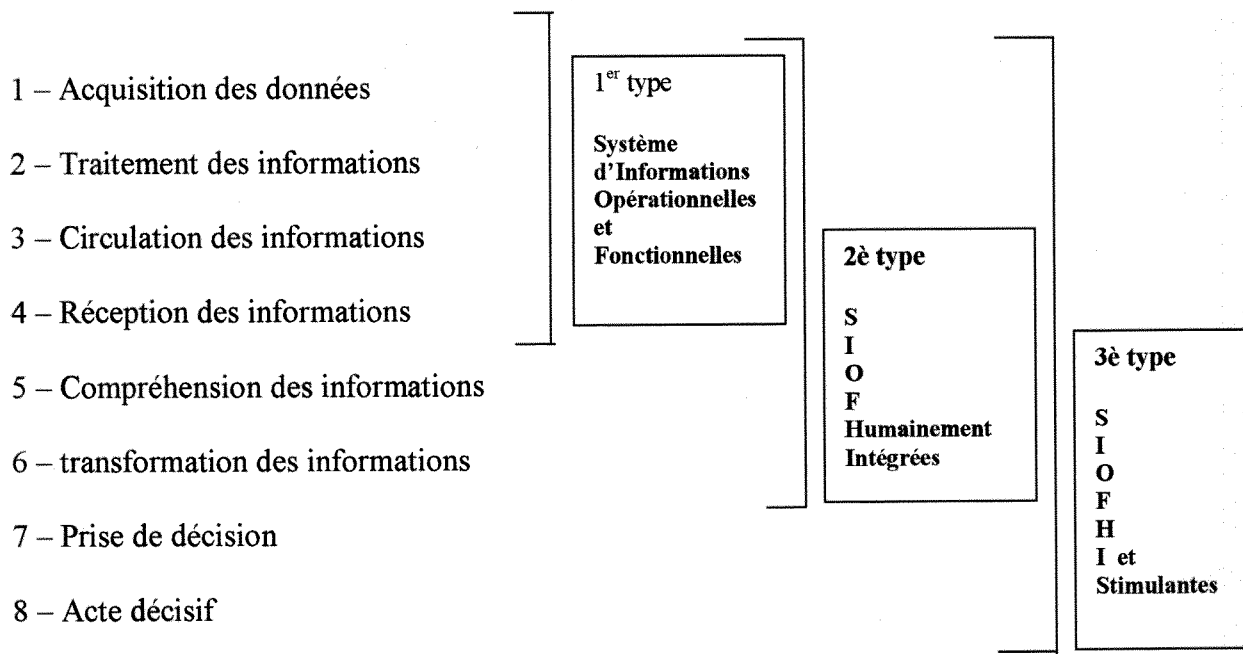 1 – Acquisition des données
2 – Traitement des informations
3 – Circulation des informations
4 – Réception des informations
5 – Compréhension des informations
6 – transformation des informations
7 – Prise de décision
8 – Acte décisif
1er type
Système
d'Informations
Opérationnelles
et
Fonctionnelles
2è type
S
I
O
F
Humainement
Intégrées
3è type
S
I
O
F
H
I et
Stimulantes